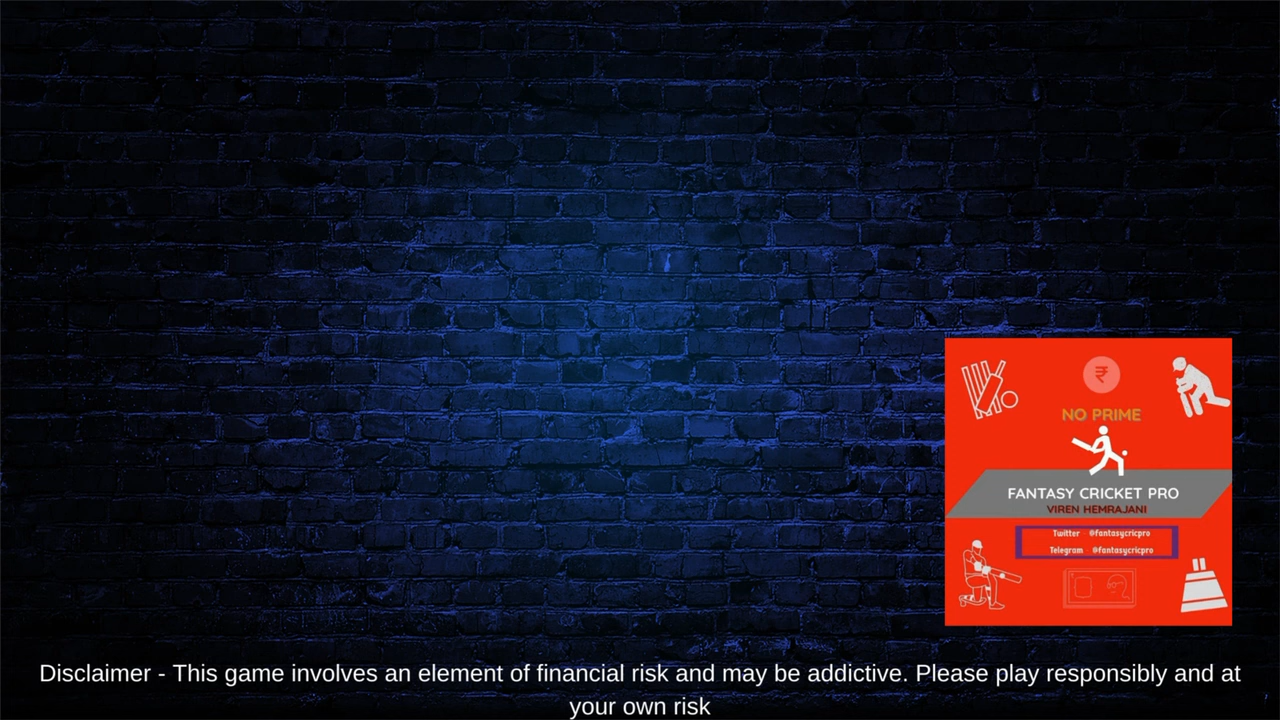 ₹
NO PRIME
FANTASY CRICKET PRO
VIREN HEMRAJANI
Twitter @fantasycricpro
Telegram @fantasycricpro
Disclaimer - This game involves an element of financial risk and may be addictive. Please play responsibly and at
your own risk